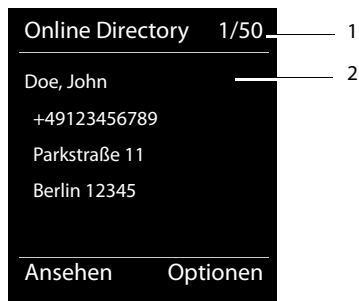 Online Directory 1/50 1
2
Doe, John
+49123456789
Parkstraße 11
Berlin 12345
Ansehen Optionen